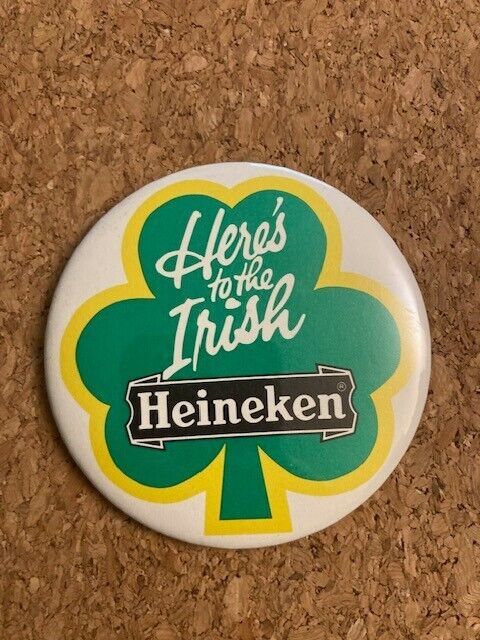 Here's
to the
Irish
Heineken ®